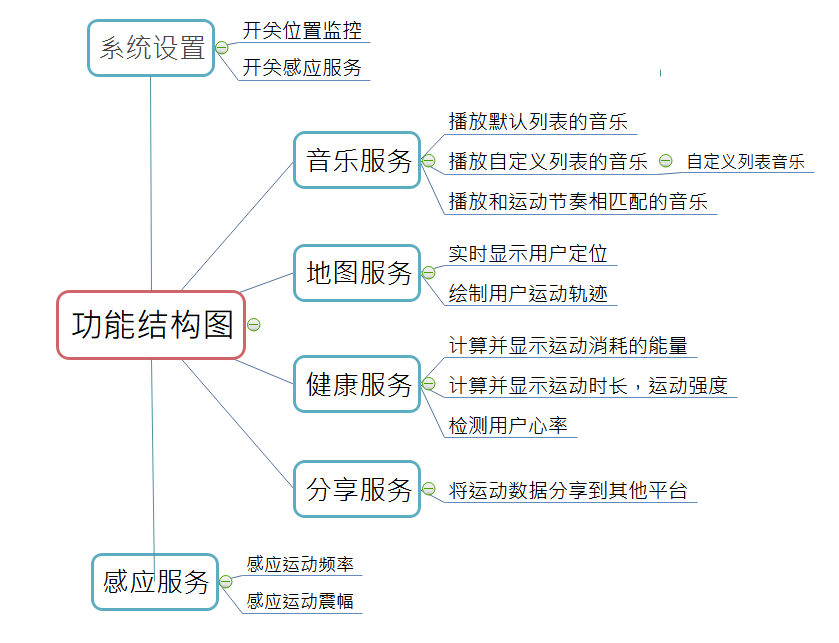 系统设置
开关位置监控
开关感应服务
音乐服务
播放默认列表的音乐
播放自定义列表的音乐
自定义列表音乐
播放和运动节奏相匹配的音乐
地图服务
实时显示用户定位
绘制用户运动轨迹
功能结构图
健康服务
计算并显示运动消耗的能量
计算并显示运动时长，运动强度
检测用户心率
分享服务
将运动数据分享到其他平台
感应服务
感应运动频率
感应运动震幅